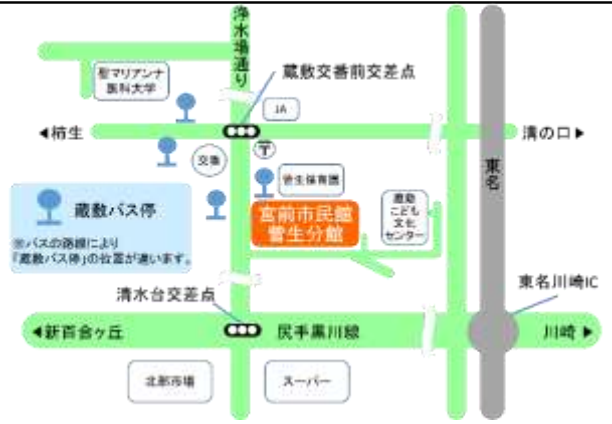 浄水場通り
聖マリアンナ
医科大学
蔵敷交番前交差点
JA
◀柿生
溝の口▶
〒
交番
東名
菅生保育園
蔵敷バス停
宮前市民館
菅生分館
蔵敷
こども
文化
センター
※バスの路線により
「蔵敷バス停」の位置が違います。
清水台交差点
東名川崎IC
◀新百合ヶ丘
尻手黒川線
川崎▶
北部市場
スーパー